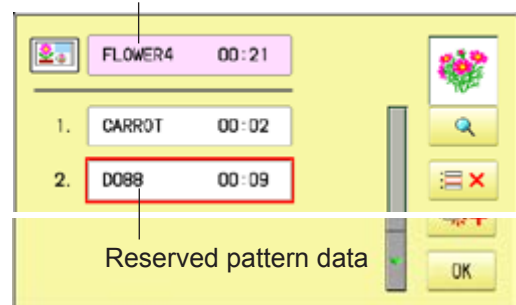 FLOWER4 00:21
1. CARROT 00:02
2. D088 00:09
Reserved pattern data
OK